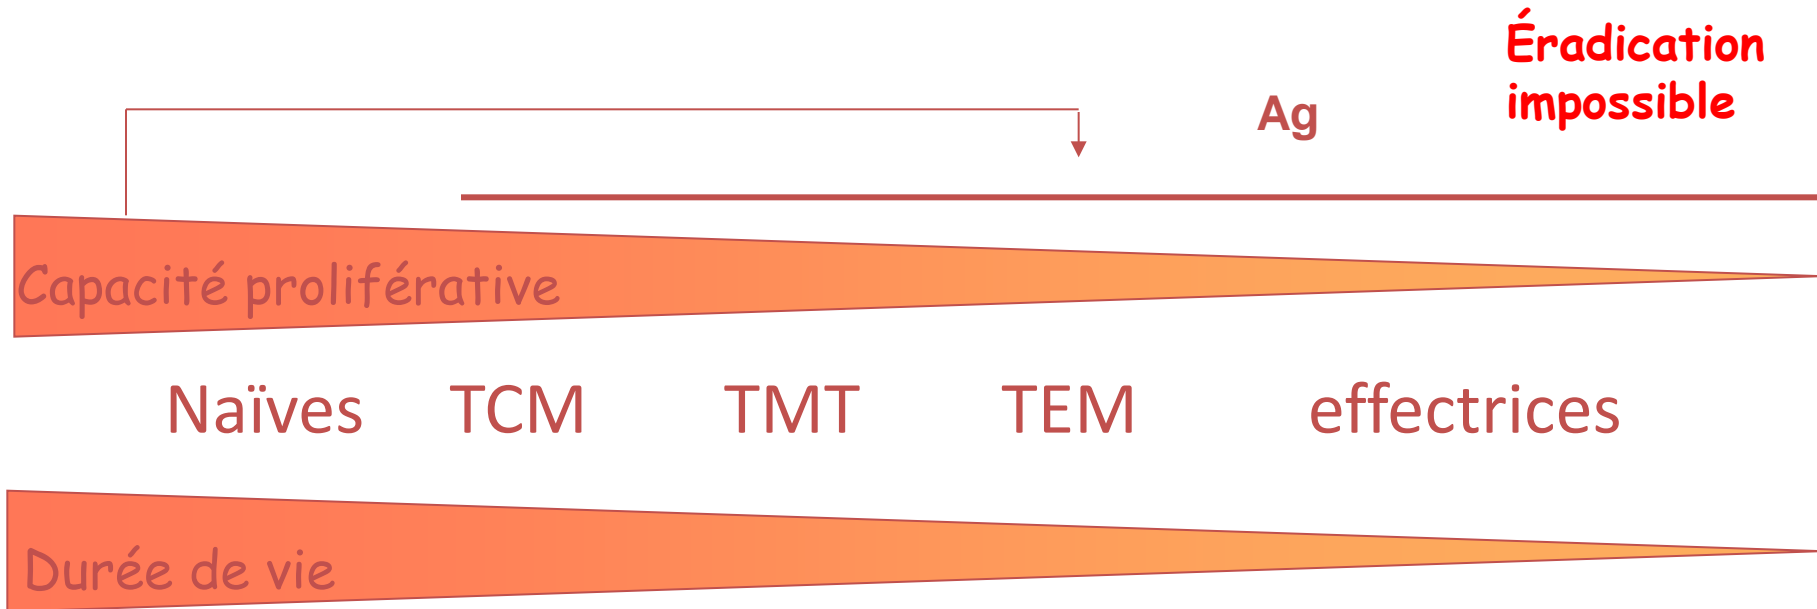 Éradication
impossible
Ag
Capacité proliférative
Naïves TCM TMT TEM effectrices
Durée de vie